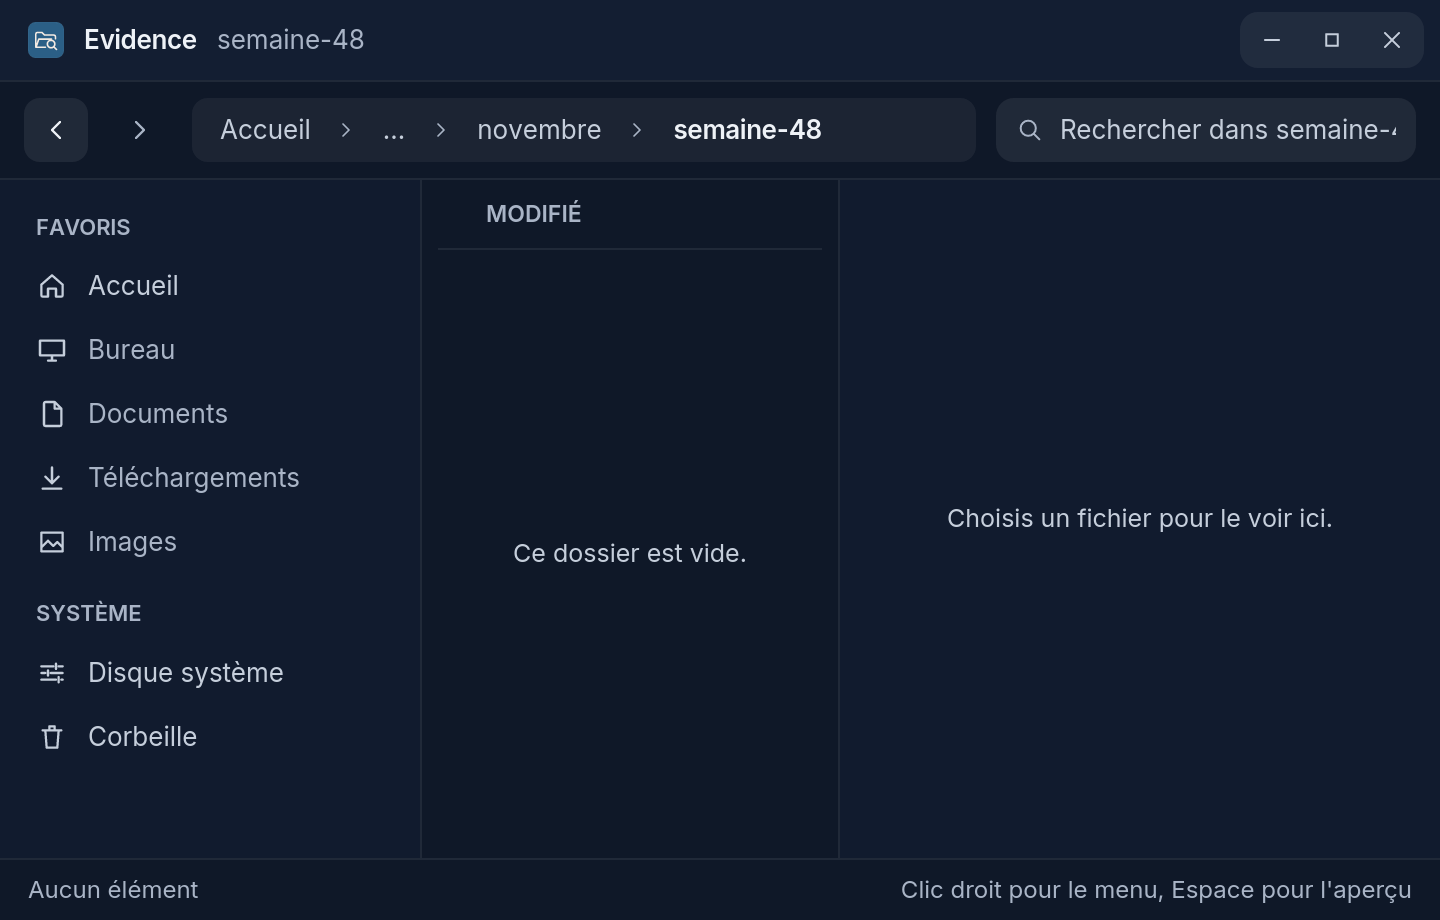 Evidence semaine-48
Accueil > ... > novembre > semaine-48
Rechercher dans semaine-
FAVORIS
Accueil
Bureau
Documents
Téléchargements
Images
SYSTÈME
Disque système
Corbeille
MODIFIÉ
Ce dossier est vide.
Choisis un fichier pour le voir ici.
Aucun élément
Clic droit pour le menu, Espace pour l'aperçu